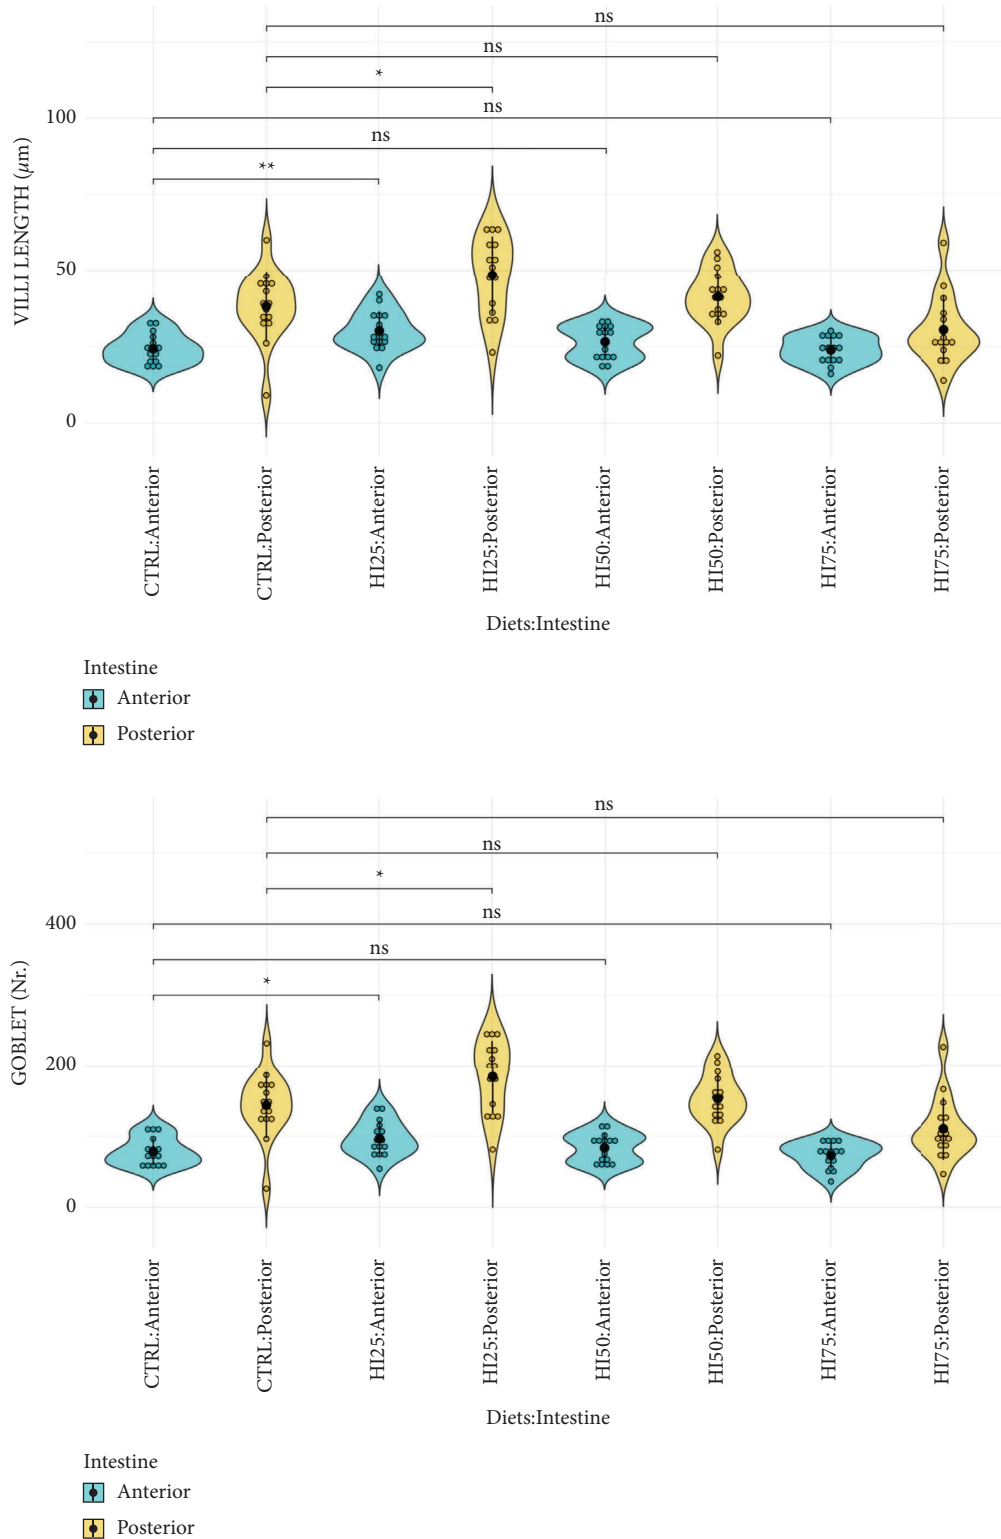 ns
ns
*
ns
ns
**
VILLI LENGTH (µm)
100
50
0
CTRL:Anterior
CTRL:Posterior
HI25:Anterior
HI25:Posterior
HI50:Anterior
HI50:Posterior
HI75:Anterior
HI75:Posterior
Diets:Intestine
Intestine
Anterior
Posterior
ns
ns
*
ns
ns
*
GOBLET (Nr.)
400
200
0
CTRL:Anterior
CTRL:Posterior
HI25:Anterior
HI25:Posterior
HI50:Anterior
HI50:Posterior
HI75:Anterior
HI75:Posterior
Diets:Intestine
Intestine
Anterior
Posterior